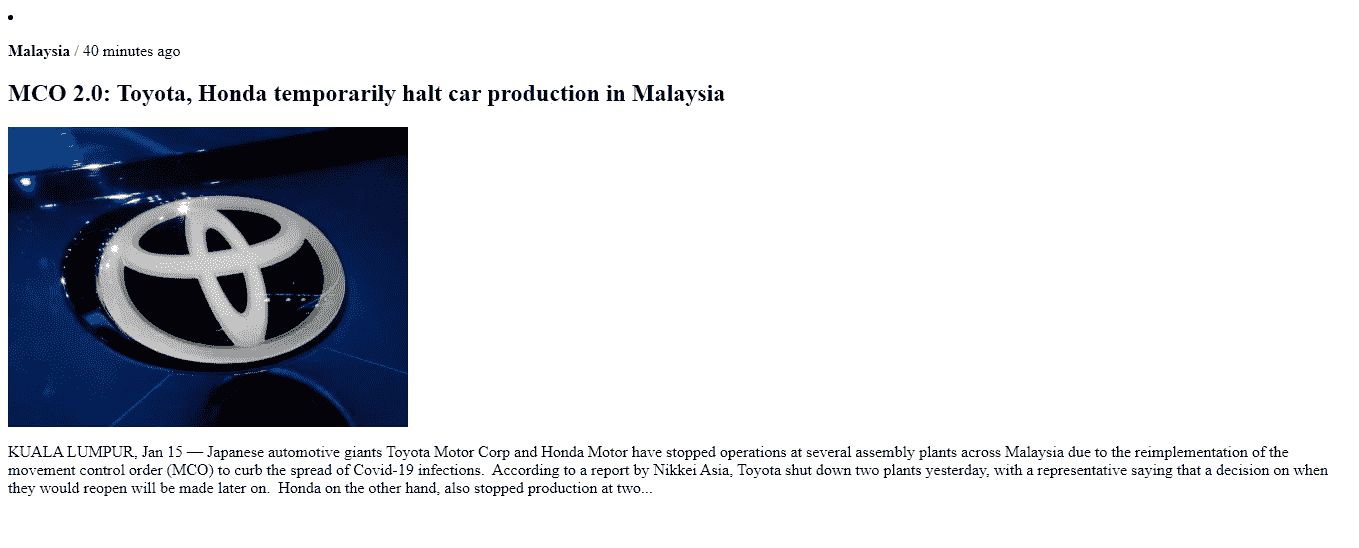 Malaysia / 40 minutes ago
MCO 2.0: Toyota, Honda temporarily halt car production in Malaysia
KUALA LUMPUR, Jan 15 — Japanese automotive giants Toyota Motor Corp and Honda Motor have stopped operations at several assembly plants across Malaysia due to the reimplementation of the
movement control order (MCO) to curb the spread of Covid-19 infections.  According to a report by Nikkei Asia, Toyota shut down two plants yesterday, with a representative saying that a decision on when
they would reopen will be made later on.  Honda on the other hand, also stopped production at two...